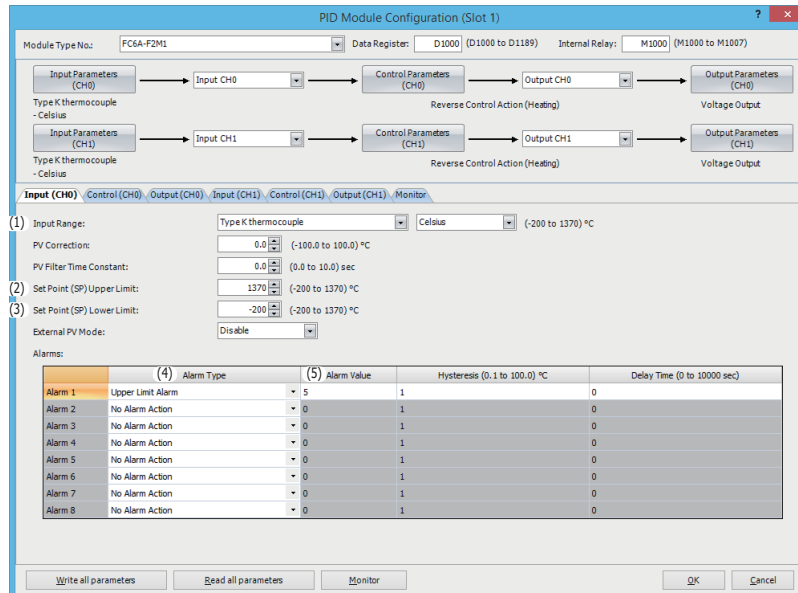 PID Module Configuration (Slot 1) ? ×
Module Type No.: FC6A-F2M1 Data Register: D1000 (D1000 to D1189) Internal Relay: M1000 (M1000 to M1007)
Input Parameters (CH0) Input CH0 Control Parameters (CH0) Output CH0 Output Parameters (CH0)
Type K thermocouple Reverse Control Action (Heating) Voltage Output
- Celsius
Input Parameters (CH1) Input CH1 Control Parameters (CH1) Output CH1 Output Parameters (CH1)
Type K thermocouple Reverse Control Action (Heating) Voltage Output
- Celsius
Input (CH0) Control (CH0) Output (CH0) Input (CH1) Control (CH1) Output (CH1) Monitor
(1) Input Range: Type K thermocouple Celsius (-200 to 1370) ºC
PV Correction: 0.0 (-100.0 to 100.0) ºC
PV Filter Time Constant: 0.0 (0.0 to 10.0) sec
(2) Set Point (SP) Upper Limit: 1370 (-200 to 1370) ºC
(3) Set Point (SP) Lower Limit: -200 (-200 to 1370) ºC
External PV Mode: Disable
Alarms:
(4) Alarm Type (5) Alarm Value Hysteresis (0.1 to 100.0) ºC Delay Time (0 to 10000 sec)
Alarm 1 Upper Limit Alarm 5 1 0
Alarm 2 No Alarm Action 0 1 0
Alarm 3 No Alarm Action 0 1 0
Alarm 4 No Alarm Action 0 1 0
Alarm 5 No Alarm Action 0 1 0
Alarm 6 No Alarm Action 0 1 0
Alarm 7 No Alarm Action 0 1 0
Alarm 8 No Alarm Action 0 1 0
Write all parameters Read all parameters Monitor OK Cancel